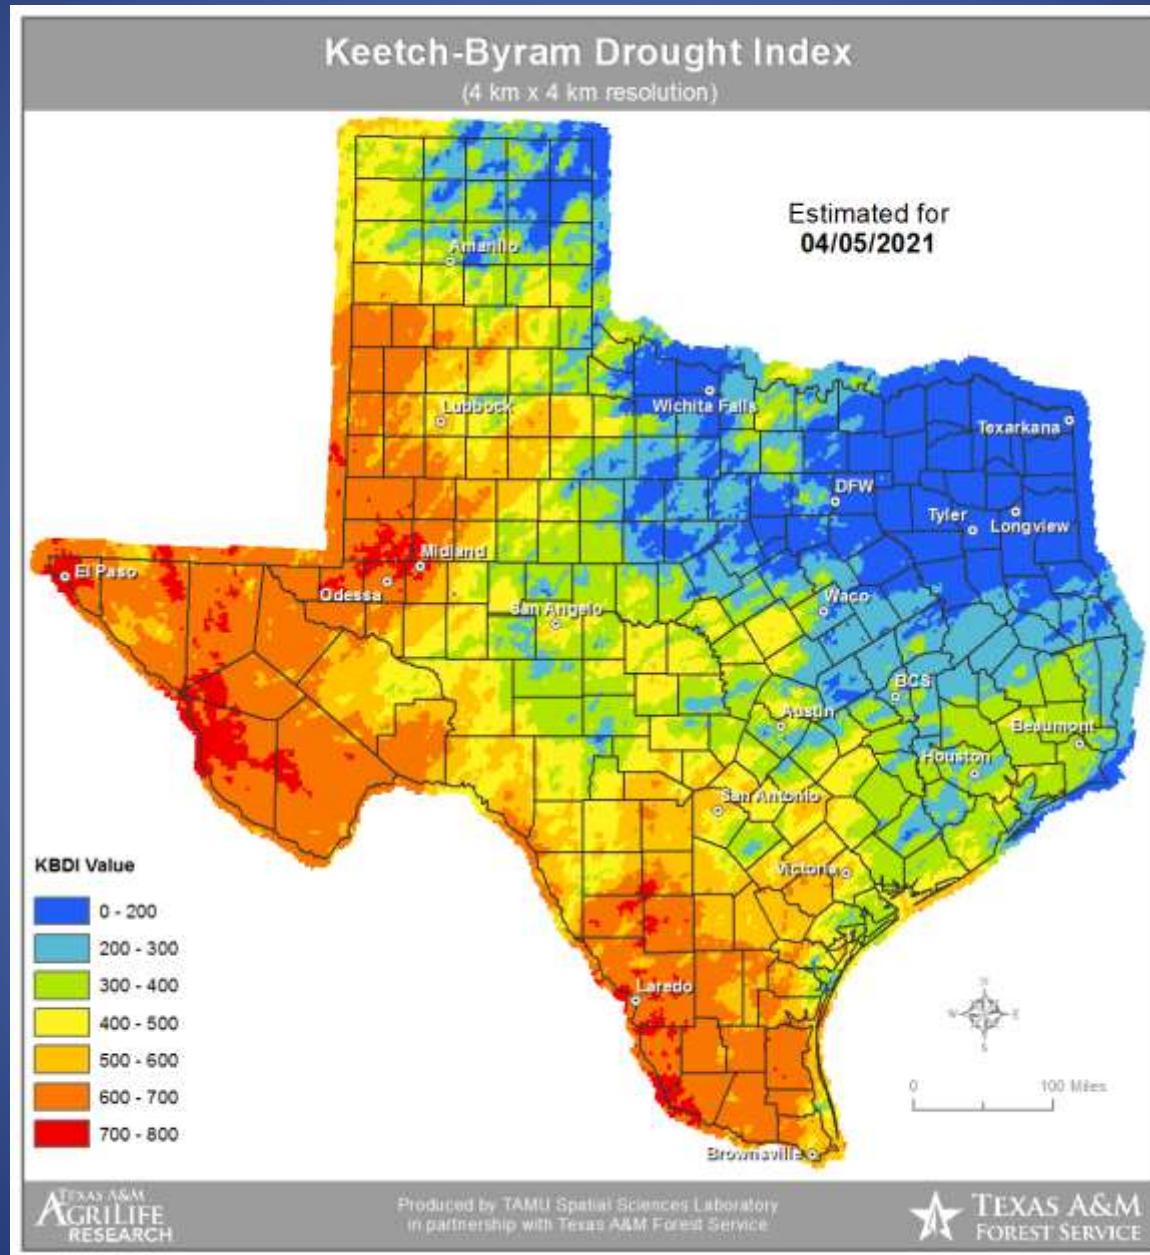 Keetch-Byram Drought Index
(4 km x 4 km resolution)
Estimated for
04/05/2021
Amarillo
Lubbock
Wichita Falls
Texarkana
DFW
Tyler
Longview
Midland
El Paso
Odessa
San Angelo
Waco
BCS
Austin
Beaumont
Houston
San Antonio
Victoria
Laredo
Brownsville
KBDI Value
0 - 200
200 - 300
300 - 400
400 - 500
500 - 600
600 - 700
700 - 800
N
W E
S
0 100 Miles
TEXAS A&M
AGRILIFE
RESEARCH
Produced by TAMU Spatial Sciences Laboratory
in partnership with Texas A&M Forest Service
TEXAS A&M
FOREST SERVICE